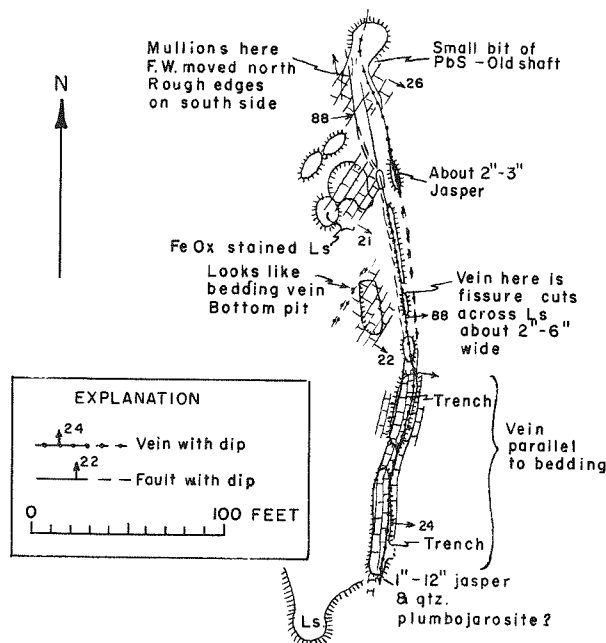 Mullions here
F.W. moved north
Rough edges
on south side
Small bit of
PbS - Old shaft
N
26
88
About 2"-3"
Jasper
21
Fe Ox stained Ls
Looks like
bedding vein
Bottom pit
Vein here is
fissure cuts
across Ls
about 2"-6"
wide
88
22
Trench
Vein
parallel
to bedding
24
Trench
1"-12" jasper
& qtz.
plumbojarosite?
Ls.
EXPLANATION
24
Vein with dip
22
Fault with dip
0 100 FEET